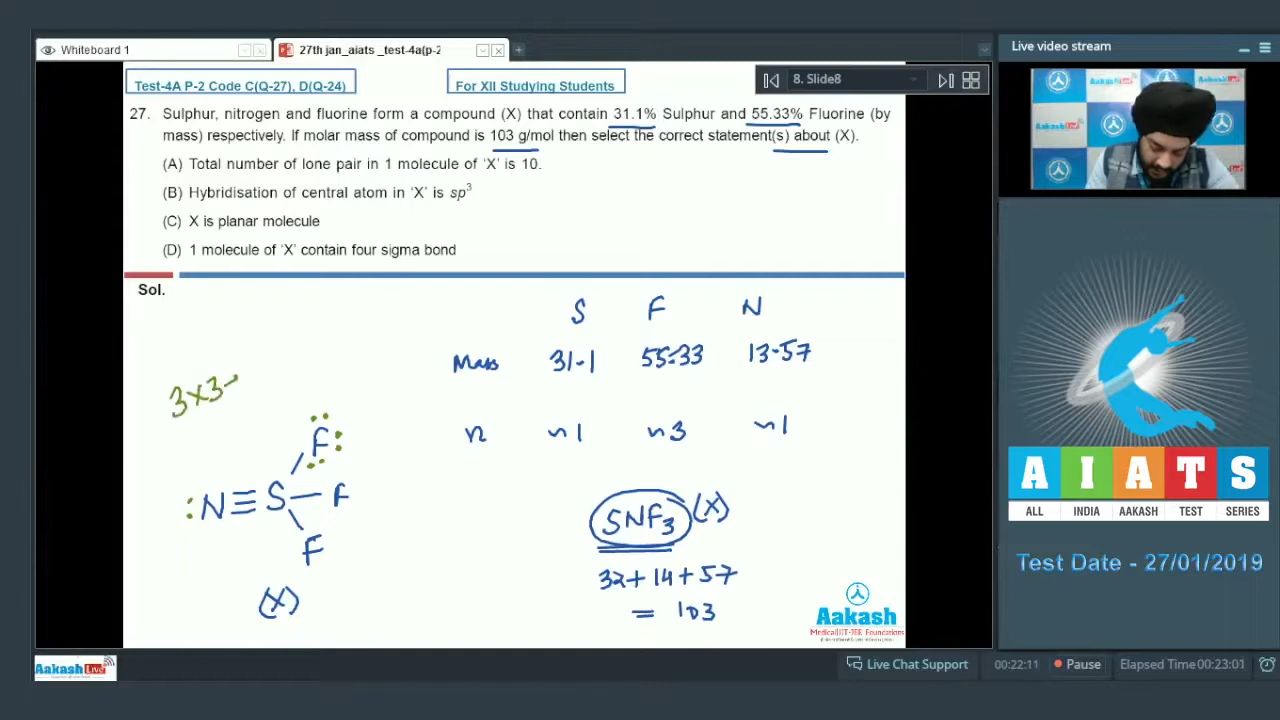 Whiteboard 1
27th jan_aiats _test-4a(p-2
Live video stream
8. Slide8
Test-4A P-2 Code C(Q-27), D(Q-24)
For XII Studying Students
27. Sulphur, nitrogen and fluorine form a compound (X) that contain 31.1% Sulphur and 55.33% Fluorine (by
mass) respectively. If molar mass of compound is 103 g/mol then select the correct statement(s) about (X).
(A) Total number of lone pair in 1 molecule of 'X' is 10.
(B) Hybridisation of central atom in 'X' is sp³
(C) X is planar molecule
(D) 1 molecule of 'X' contain four sigma bond
Sol.
S F N
Mass 31.1 55.33 13.57
n ~1 ~3 ~1
3x3
F
N≡S-F
F
(X)
SNF₃ (X)
32+14+57
= 103
Aakash
Medical|IIT-JEE|Foundations
A I A T S
ALL INDIA AAKASH TEST SERIES
Test Date - 27/01/2019
Aakash Live
Live Chat Support
00:22:11
Pause
Elapsed Time 00:23:01